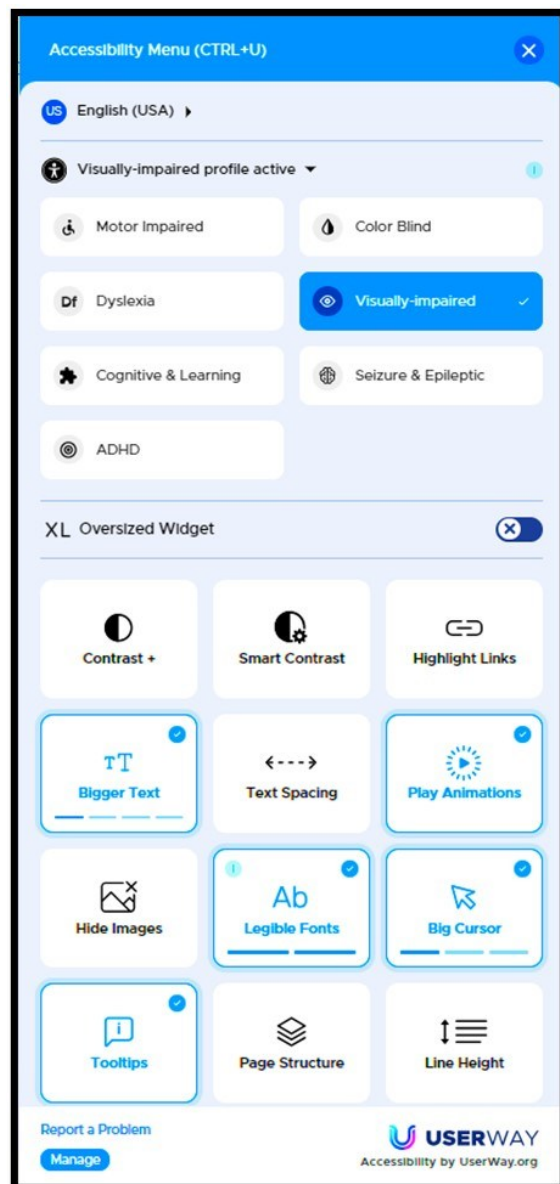 Accessibility Menu (CTRL+U)
US English (USA)
Visually-impaired profile active
Motor Impaired
Color Blind
Df Dyslexia
Visually-impaired
Cognitive & Learning
Seizure & Epileptic
ADHD
XL Oversized Widget
Contrast +
Smart Contrast
Highlight Links
TT
Bigger Text
Text Spacing
Play Animations
Hide Images
Ab
Legible Fonts
Big Cursor
i
Tooltips
Page Structure
Line Height
Report a Problem
USERWAY
Manage
Accessibility by UserWay.org